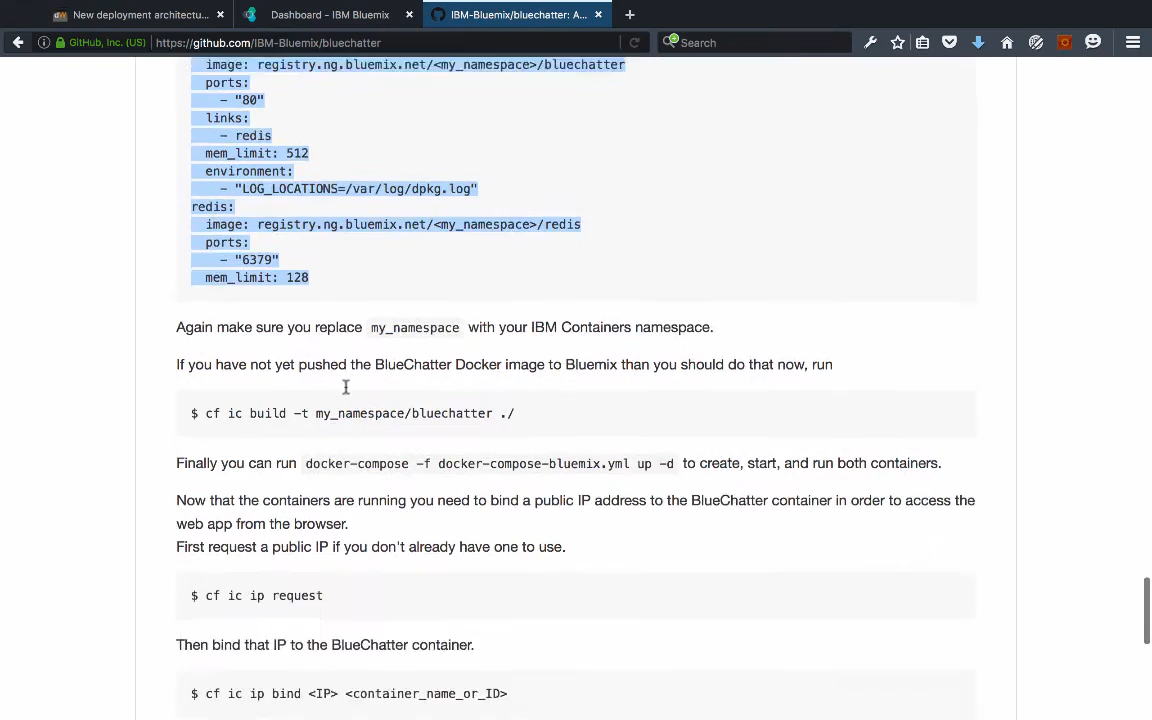 New deployment architectu...
Dashboard - IBM Bluemix
IBM-Bluemix/bluechatter: A...
GitHub, Inc. (US)
https://github.com/IBM-Bluemix/bluechatter
Search
image: registry.ng.bluemix.net/<my_namespace>/bluechatter
ports:
- "80"
links:
- redis
mem_limit: 512
environment:
- "LOG_LOCATIONS=/var/log/dpkg.log"
redis:
image: registry.ng.bluemix.net/<my_namespace>/redis
ports:
- "6379"
mem_limit: 128
Again make sure you replace my_namespace with your IBM Containers namespace.
If you have not yet pushed the BlueChatter Docker image to Bluemix than you should do that now, run
$ cf ic build -t my_namespace/bluechatter ./
Finally you can run docker-compose -f docker-compose-bluemix.yml up -d to create, start, and run both containers.
Now that the containers are running you need to bind a public IP address to the BlueChatter container in order to access the
web app from the browser.
First request a public IP if you don't already have one to use.
$ cf ic ip request
Then bind that IP to the BlueChatter container.
$ cf ic ip bind <IP> <container_name_or_ID>